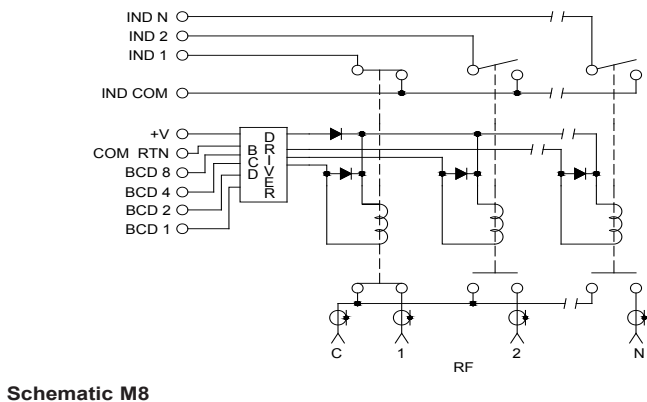 IND N
IND 2
IND 1
IND COM
+V
COM RTN
BCD 8
BCD 4
BCD 2
BCD 1
BCD
DRIVER
C
1
2
N
RF
Schematic M8